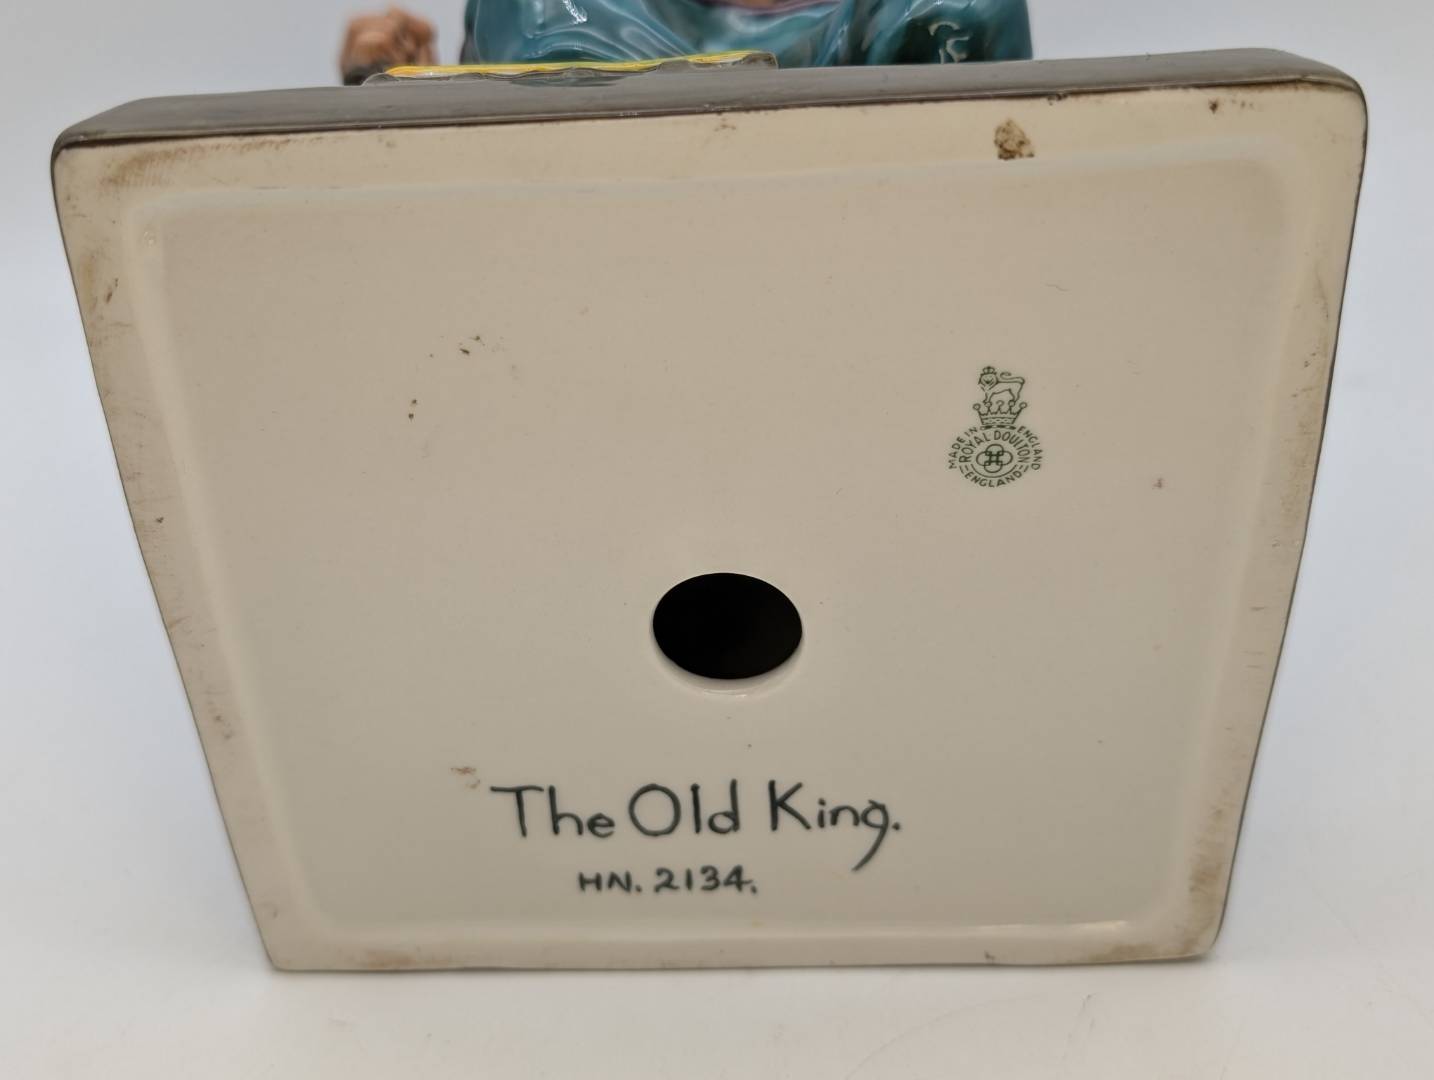 MADE IN ENGLAND
ROYAL DOULTON
ENGLAND
The Old King.
HN. 2134.